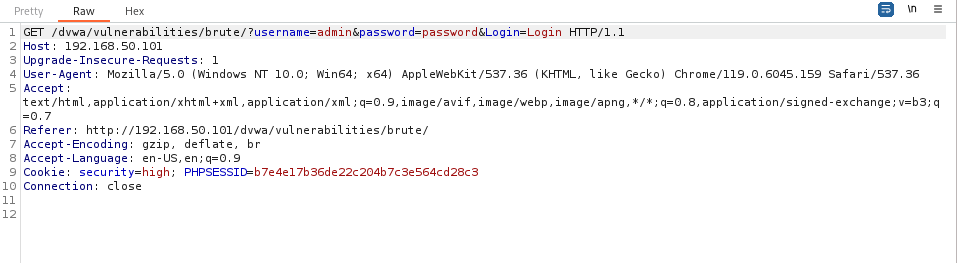 Pretty Raw Hex
\n
1 GET /dvwa/vulnerabilities/brute/?username=admin&password=password&Login=Login HTTP/1.1
2 Host: 192.168.50.101
3 Upgrade-Insecure-Requests: 1
4 User-Agent: Mozilla/5.0 (Windows NT 10.0; Win64; x64) AppleWebKit/537.36 (KHTML, like Gecko) Chrome/119.0.6045.159 Safari/537.36
5 Accept:
text/html,application/xhtml+xml,application/xml;q=0.9,image/avif,image/webp,image/apng,*/*;q=0.8,application/signed-exchange;v=b3;q
=0.7
6 Referer: http://192.168.50.101/dvwa/vulnerabilities/brute/
7 Accept-Encoding: gzip, deflate, br
8 Accept-Language: en-US,en;q=0.9
9 Cookie: security=high; PHPSESSID=b7e4e17b36de22c204b7c3e564cd28c3
10 Connection: close
11
12